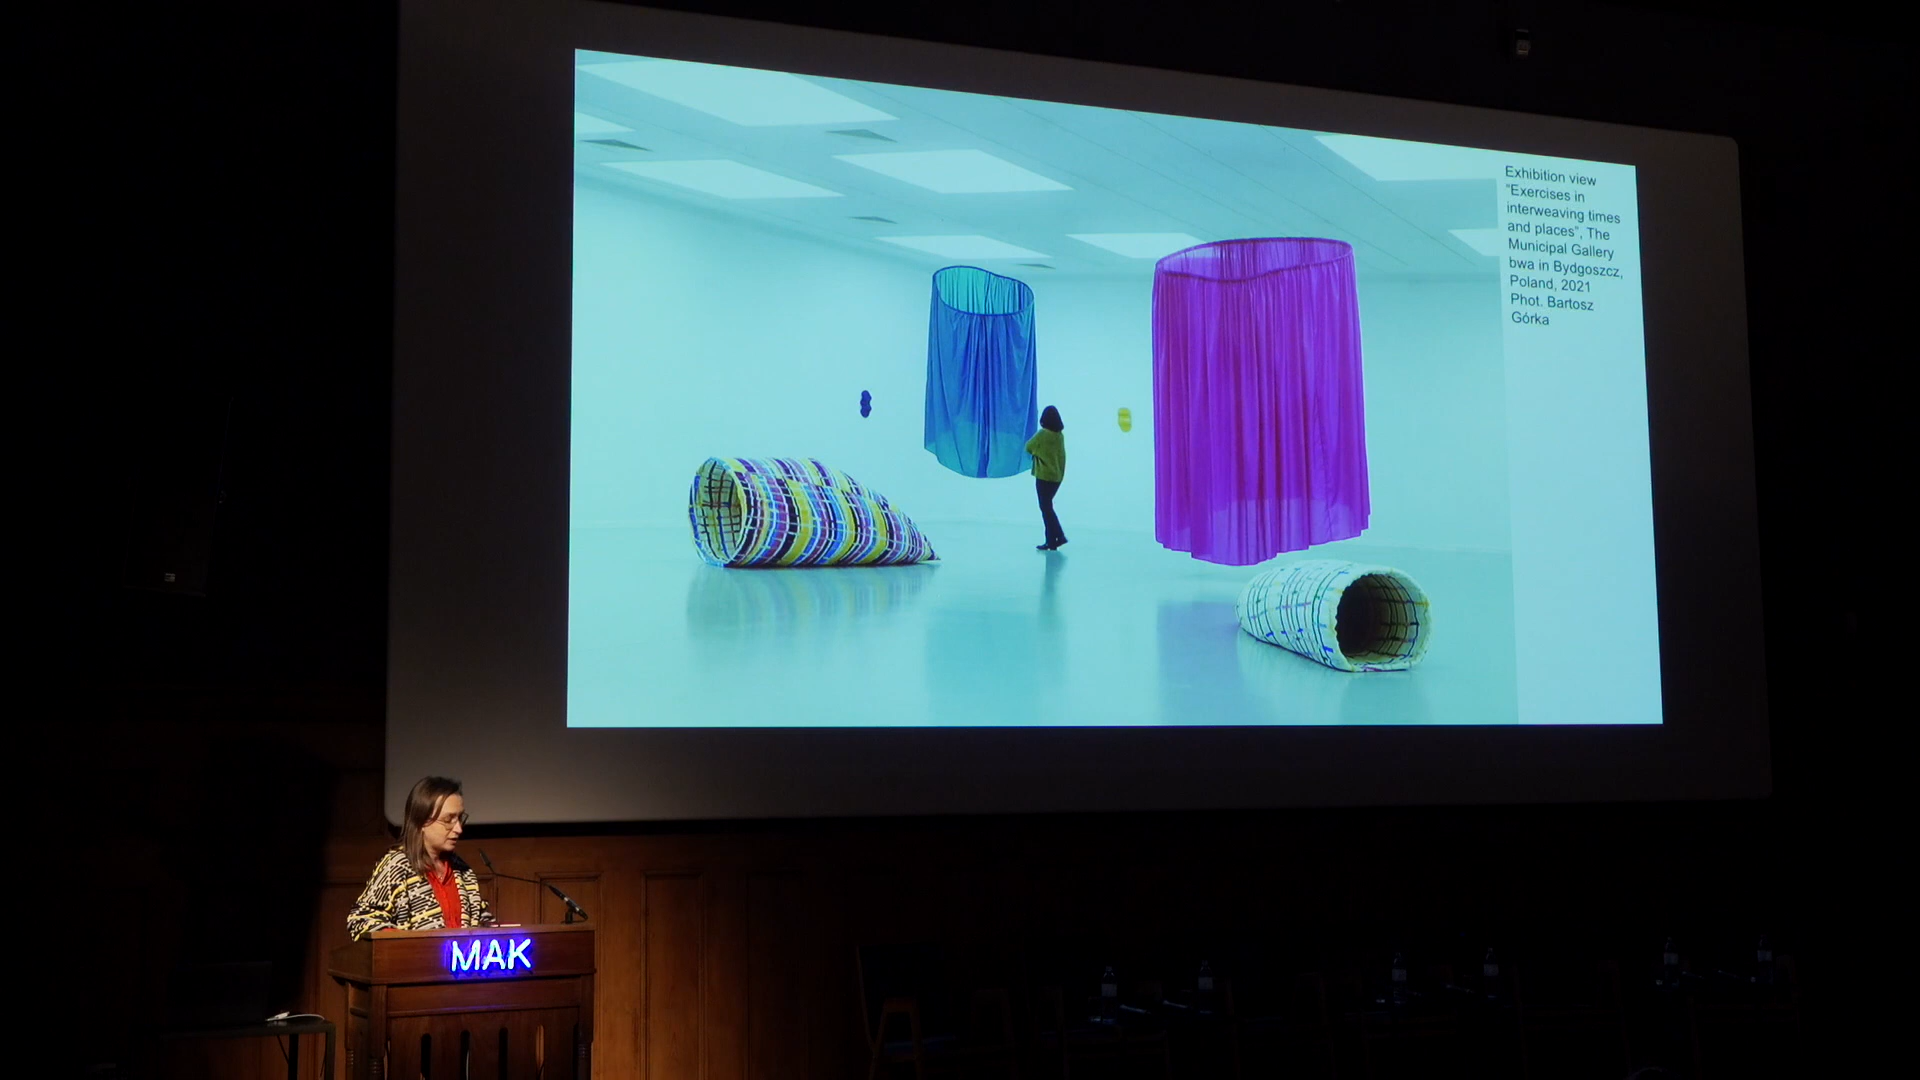 Exhibition view
“Exercises in
interweaving times
and places”, The
Municipal Gallery
bwa in Bydgoszcz,
Poland, 2021
Phot. Bartosz
Górka
MAK